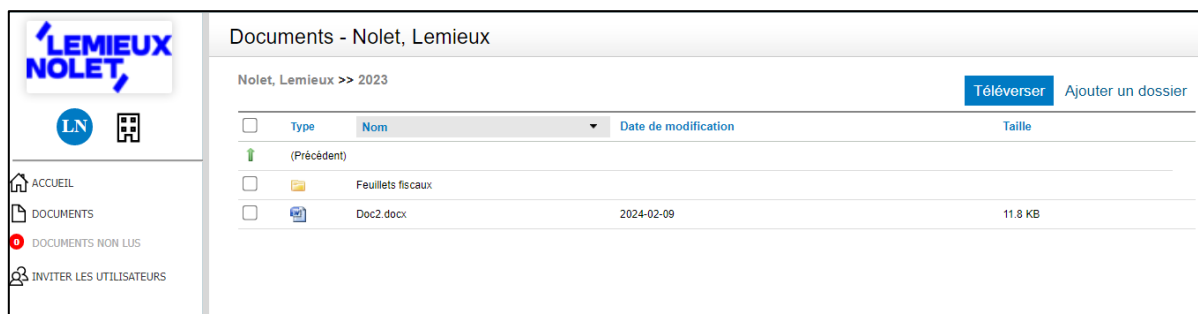 LEMIEUX
NOLET
LN
ACCUEIL
DOCUMENTS
0 DOCUMENTS NON LUS
INVITER LES UTILISATEURS
Documents - Nolet, Lemieux
Nolet, Lemieux >> 2023
Téléverser Ajouter un dossier
Type Nom Date de modification Taille
(Précédent)
Feuillets fiscaux
Doc2.docx 2024-02-09 11.8 KB